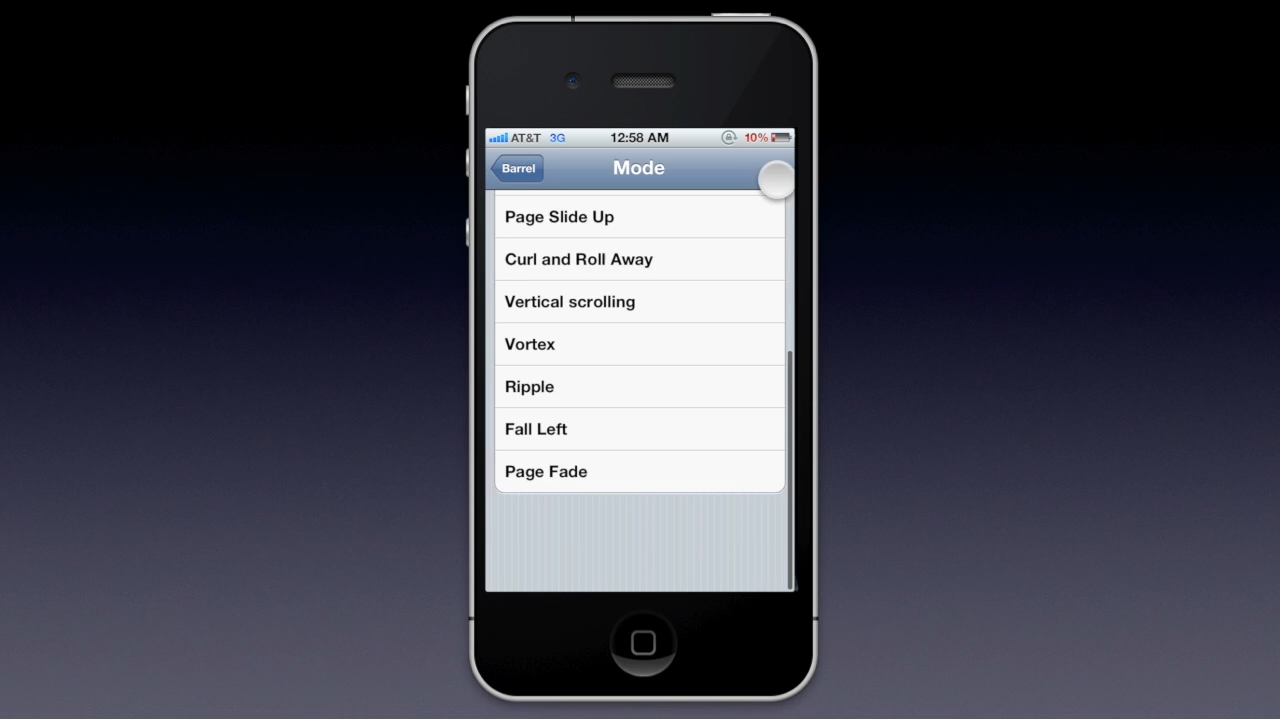 AT&T 3G 12:58 AM 10%
Barrel Mode
Page Slide Up
Curl and Roll Away
Vertical scrolling
Vortex
Ripple
Fall Left
Page Fade